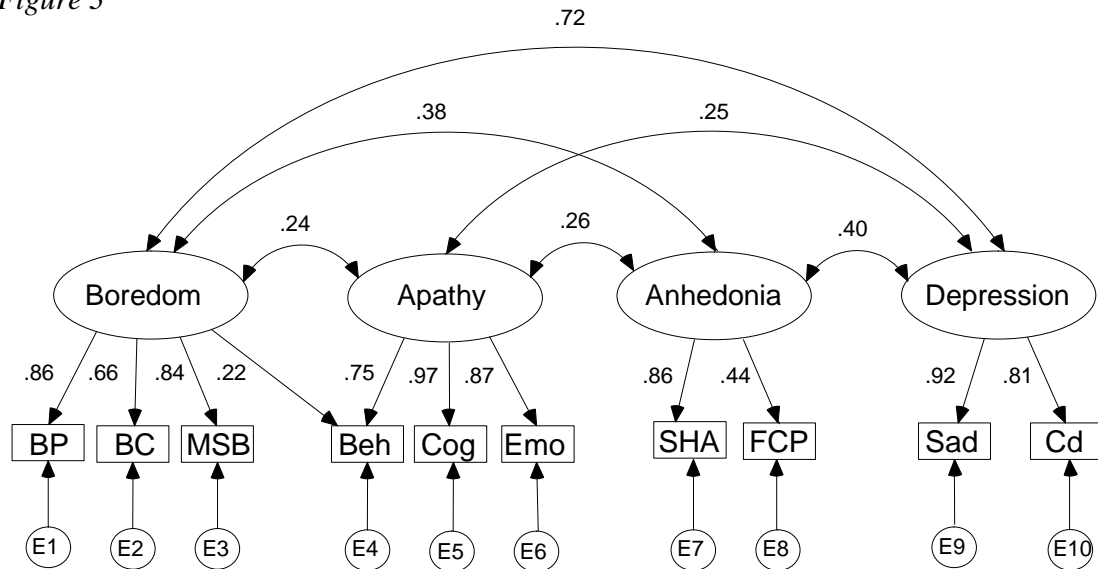 Figure 5
.72
.38 .25
.24 .26 .40
Boredom Apathy Anhedonia Depression
.86 .66 .84 .22 .75 .97 .87 .86 .44 .92 .81
BP BC MSB Beh Cog Emo SHA FCP Sad Cd
E1 E2 E3 E4 E5 E6 E7 E8 E9 E10